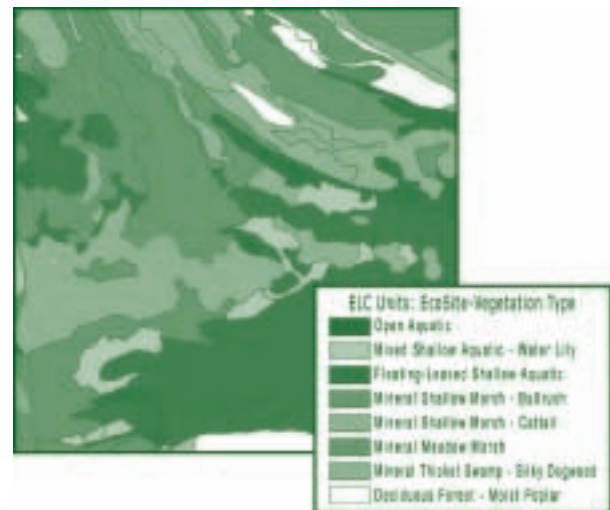 ELC Units: EcoSite-Vegetation Type
Open Aquatic
Mixed Shallow Aquatic - Water Lily
Floating-Leaved Shallow Aquatic
Mineral Shallow Marsh - Bullrush
Mineral Shallow Marsh - Cattail
Mineral Meadow Marsh
Mineral Thicket Swamp - Silky Dogwood
Deciduous Forest - Moist Poplar